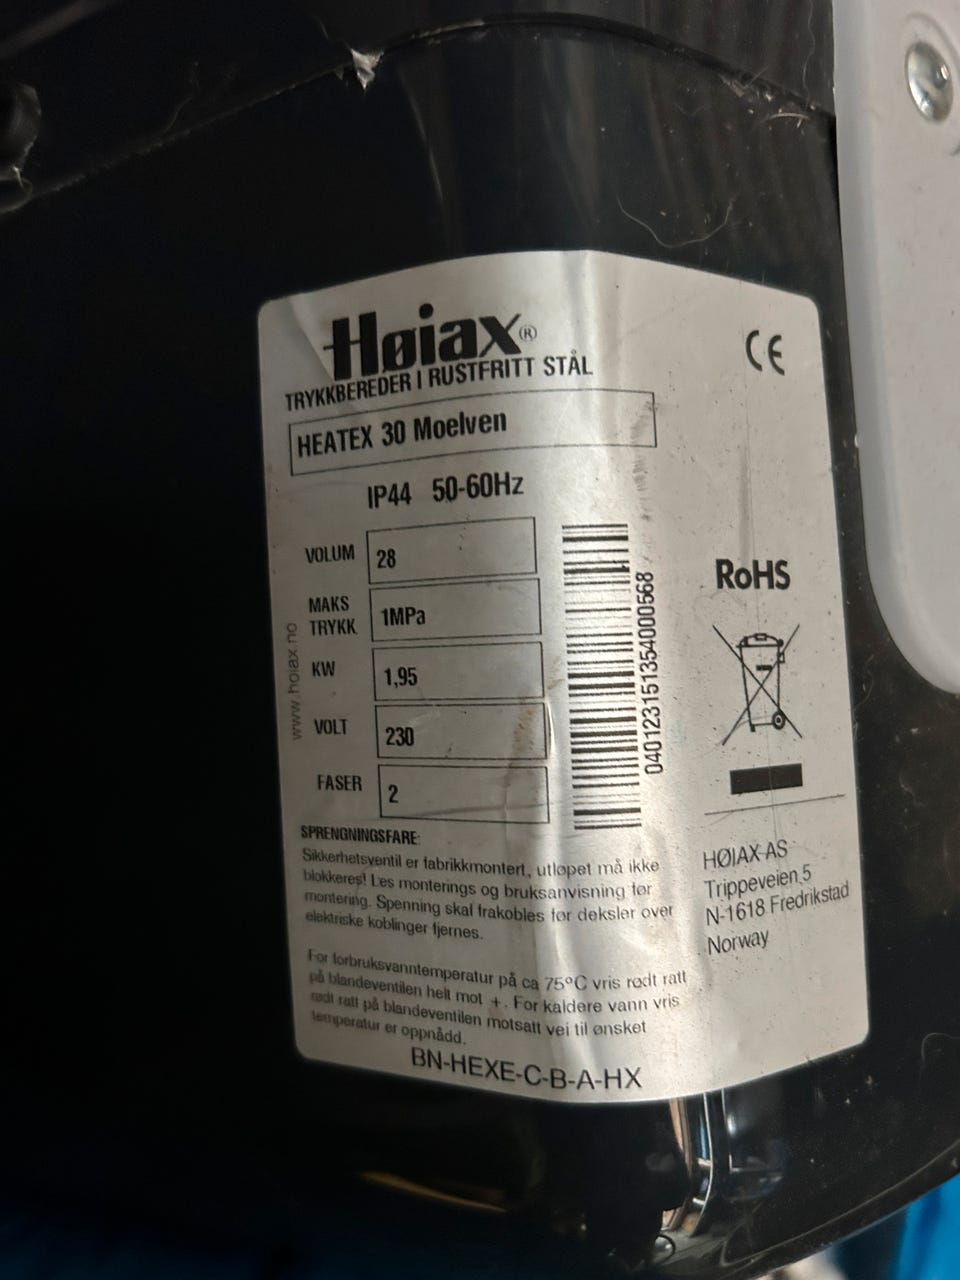 Høiax®
TRYKKBEREDER I RUSTFRITT STÅL
HEATEX 30 Moelven
IP44 50-60Hz
VOLUM 28
MAKS TRYKK 1MPa
KW 1,95
VOLT 230
FASER 2
www.hoiax.no
040123151354000568
CE
RoHS
SPRENGNINGSFARE:
Sikkerhetsventil er fabrikkmontert, utløpet må ikke
blokkeres! Les monterings og bruksanvisning før
montering. Spenning skal frakobles før deksler over
elektriske koblinger fjernes.
For forbruksvanntemperatur på ca 75°C vris rødt ratt
på blandeventilen helt mot +. For kaldere vann vris
rødt ratt på blandeventilen motsatt vei til ønsket
temperatur er oppnådd.
BN-HEXE-C-B-A-HX
HØIAX AS
Trippeveien 5
N-1618 Fredrikstad
Norway